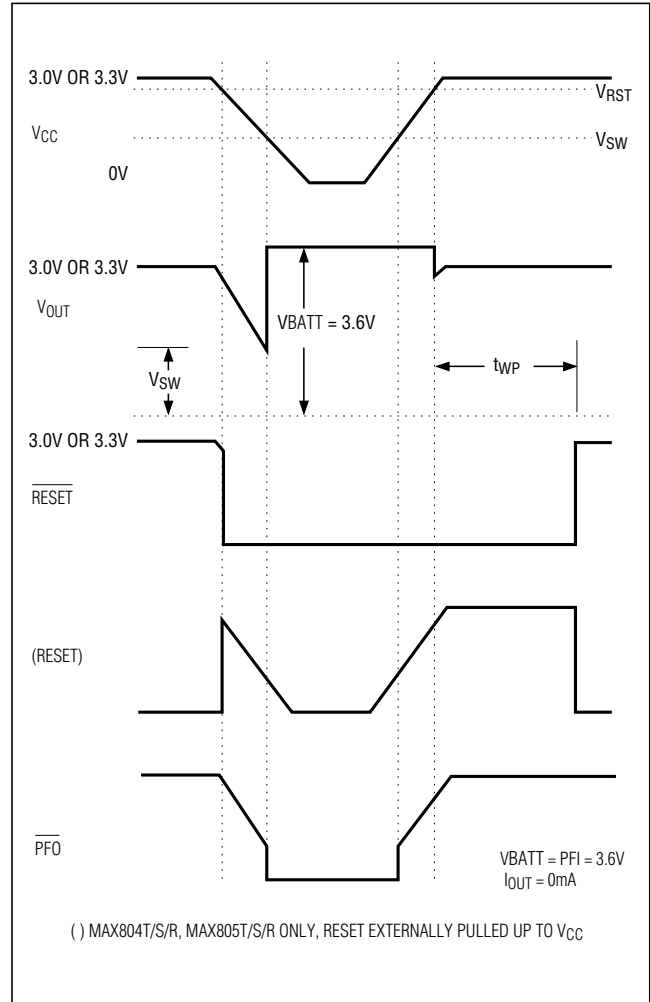 3.0V OR 3.3V
VRST
VCC
VSW
0V
3.0V OR 3.3V
VOUT
VBATT = 3.6V
VSW
tWP
3.0V OR 3.3V
RESET
(RESET)
PFO
VBATT = PFI = 3.6V
IOUT = 0mA
( ) MAX804T/S/R, MAX805T/S/R ONLY, RESET EXTERNALLY PULLED UP TO VCC